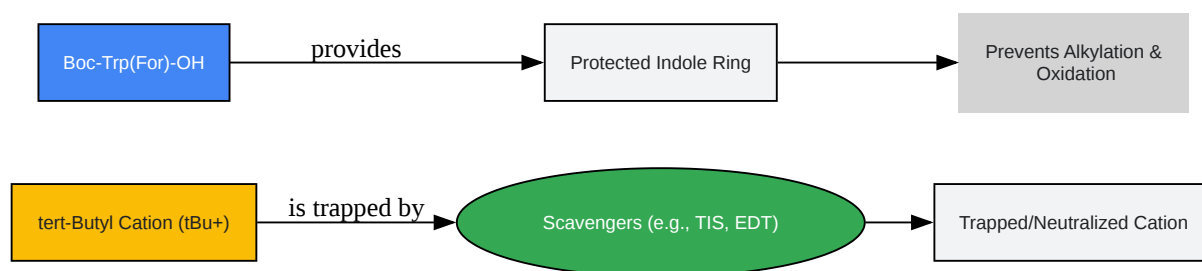 Boc-Trp(For)-OH
provides
Protected Indole Ring
Prevents Alkylation &
Oxidation
tert-Butyl Cation (tBu+)
is trapped by
Scavengers (e.g., TIS, EDT)
Trapped/Neutralized Cation